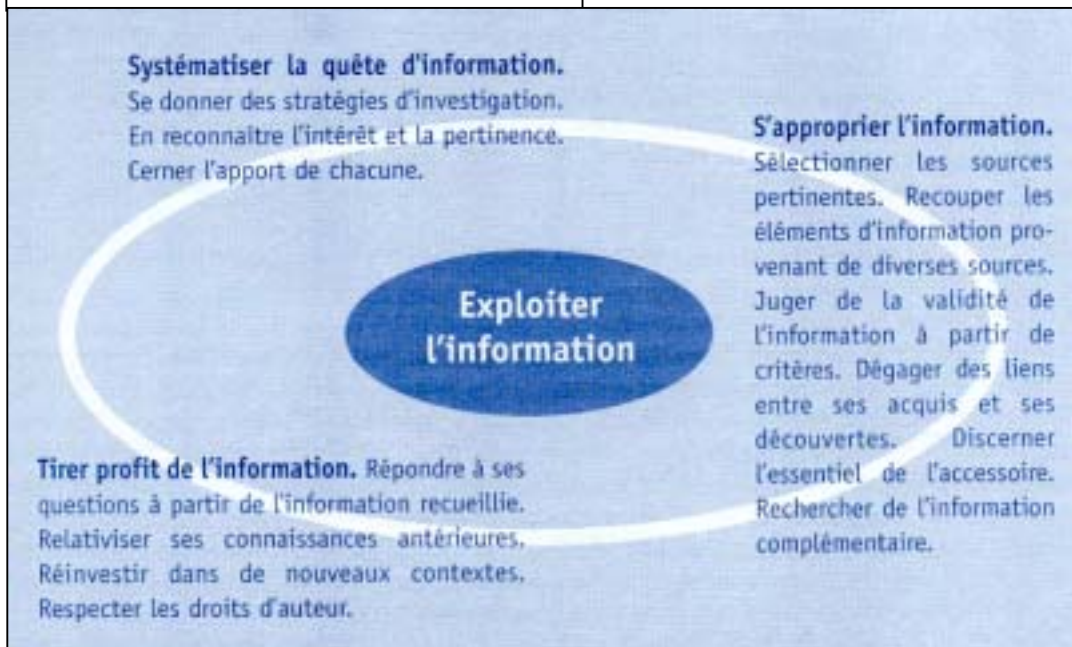 Systématiser la quête d'information.
Se donner des stratégies d'investigation.
En reconnaître l'intérêt et la pertinence.
Cerner l'apport de chacune.
S'approprier l'information.
Sélectionner les sources
pertinentes. Recouper les
éléments d'information pro-
venant de diverses sources.
Juger de la validité de
l'information à partir de
critères. Dégager des liens
entre ses acquis et ses
découvertes. Discerner
l'essentiel de l'accessoire.
Rechercher de l'information
complémentaire.
Exploiter
l'information
Tirer profit de l'information. Répondre à ses
questions à partir de l'information recueillie.
Relativiser ses connaissances antérieures.
Réinvestir dans de nouveaux contextes.
Respecter les droits d'auteur.